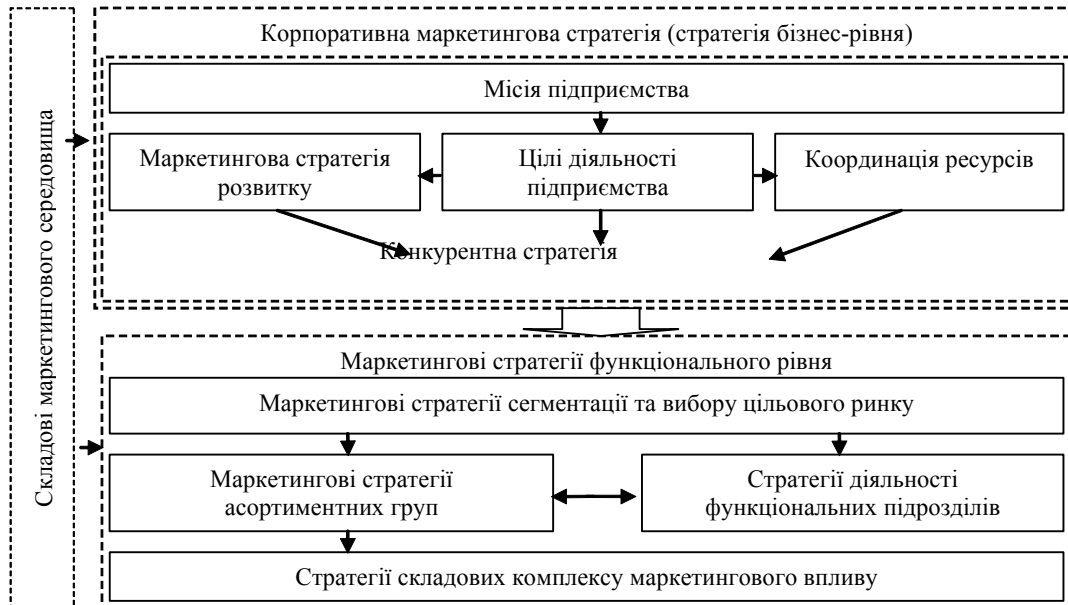 Складові маркетингового середовища
Корпоративна маркетингова стратегія (стратегія бізнес-рівня)
Місія підприємства
Маркетингова стратегія
розвитку
Цілі діяльності
підприємства
Координація ресурсів
Конкурентна стратегія
Маркетингові стратегії функціонального рівня
Маркетингові стратегії сегментації та вибору цільового ринку
Маркетингові стратегії
асортиментних груп
Стратегії діяльності
функціональних підрозділів
Стратегії складових комплексу маркетингового впливу